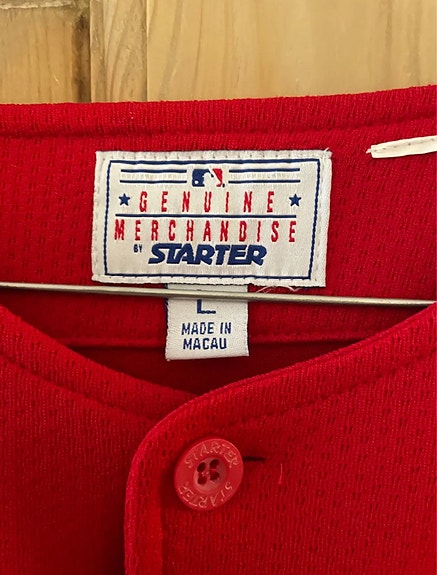 GENUINE
MERCHANDISE
BY STARTER
L
MADE IN
MACAU
STARTER
STARTER